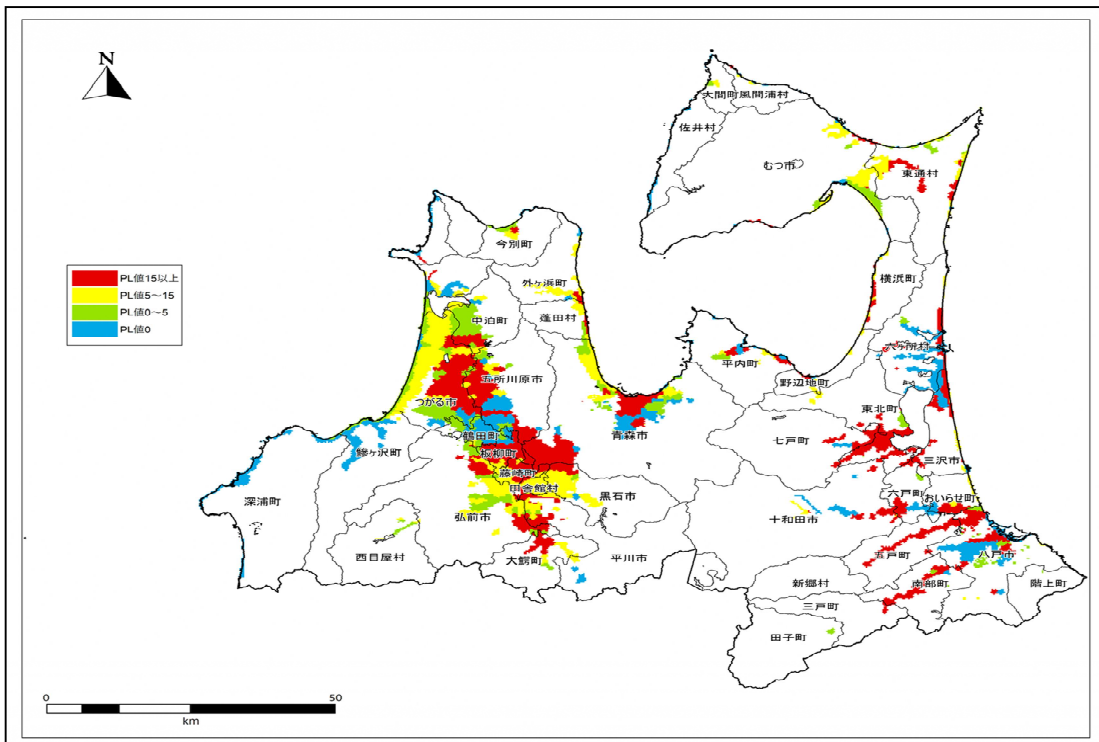 N
大間町風間浦村
佐井村
むつ市
東通村
今別町
横浜町
外ヶ浜町
PL値15以上
PL値5～15
PL値0～5
PL値0
中泊町
蓬田村
六ヶ所村
平内町
五所川原市
野辺地町
つがる市
東北町
鶴田町
青森市
七戸町
鰺ヶ沢町
板柳町
三沢市
藤崎町
田舎館村
六戸町
おいらせ町
深浦町
黒石市
弘前市
十和田市
西目屋村
大鰐町
平川市
五戸町
八戸市
新郷村
南部町
階上町
三戸町
田子町
0
50
km